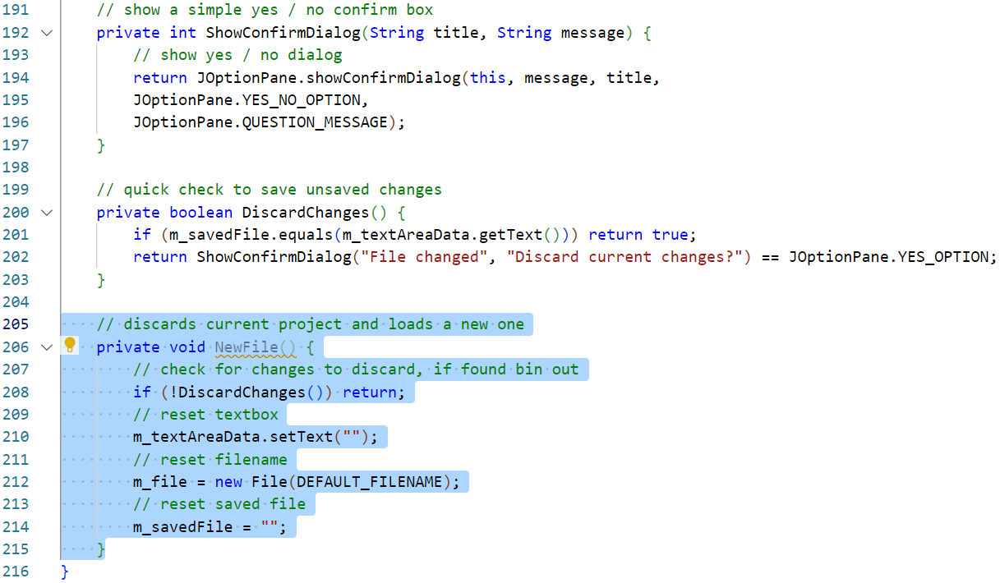 191 // show a simple yes / no confirm box
192 private int ShowConfirmDialog(String title, String message) {
193 // show yes / no dialog
194 return JOptionPane.showConfirmDialog(this, message, title,
195 JOptionPane.YES_NO_OPTION,
196 JOptionPane.QUESTION_MESSAGE);
197 }
198
199 // quick check to save unsaved changes
200 private boolean DiscardChanges() {
201 if (m_savedFile.equals(m_textAreaData.getText())) return true;
202 return ShowConfirmDialog("File changed", "Discard current changes?") == JOptionPane.YES_OPTION;
203 }
204
205 // discards current project and loads a new one
206 private void NewFile() {
207 // check for changes to discard, if found bin out
208 if (!DiscardChanges()) return;
209 // reset textbox
210 m_textAreaData.setText("");
211 // reset filename
212 m_file = new File(DEFAULT_FILENAME);
213 // reset saved file
214 m_savedFile = "";
215 }
216 }